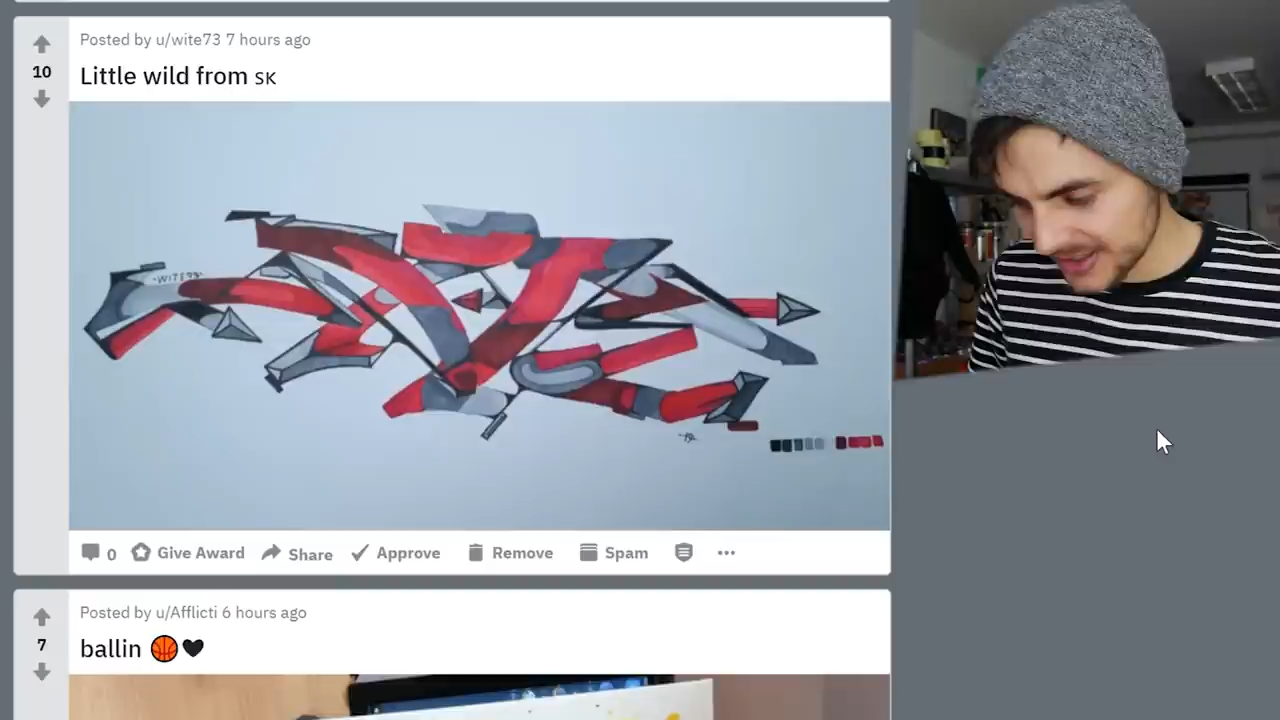 Posted by u/wite73 7 hours ago
10
Little wild from SK
WITE73
0 Give Award Share Approve Remove Spam
Posted by u/Afflicti 6 hours ago
7
ballin 🏀🖤